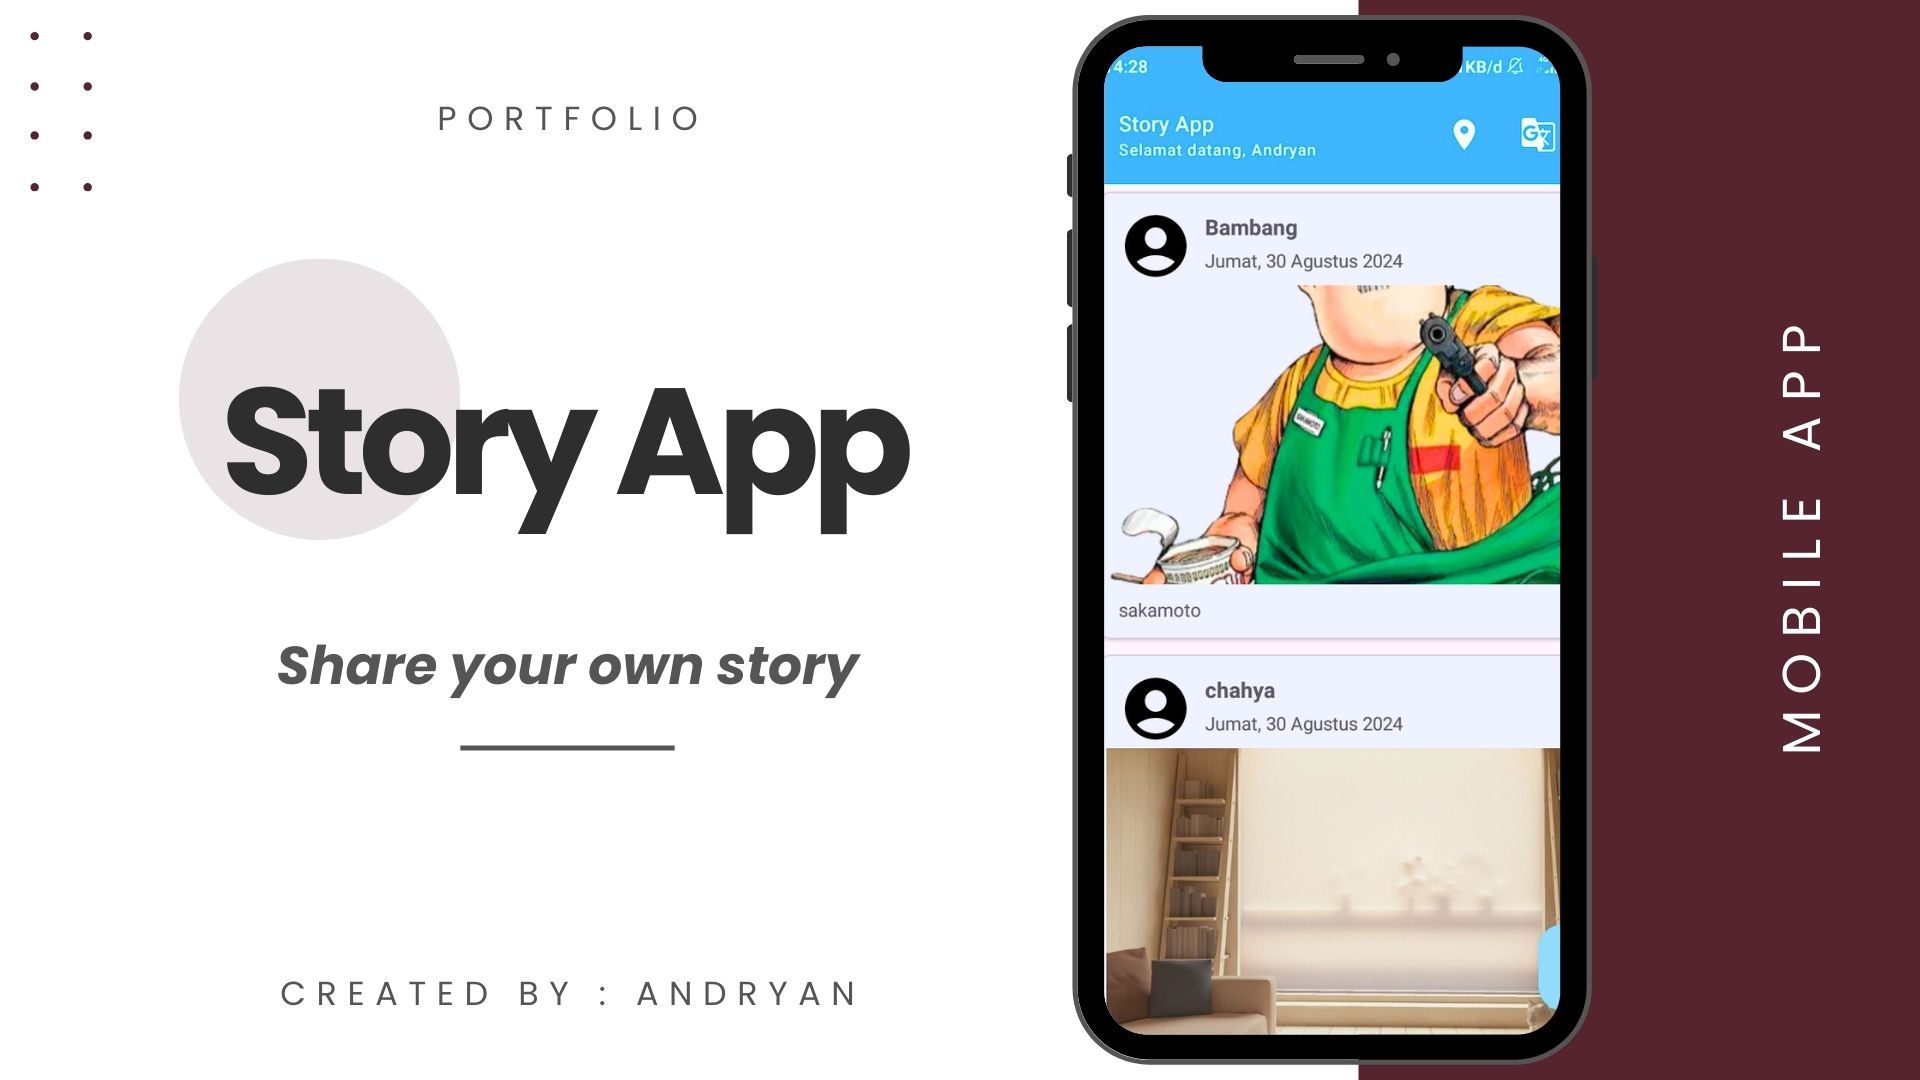 PORTFOLIO
Story App
Share your own story
CREATED BY : ANDRYAN
4:28
KB/d
Story App
Selamat datang, Andryan
Bambang
Jumat, 30 Agustus 2024
SAKAMOTO
sakamoto
chahya
Jumat, 30 Agustus 2024
MOBILE APP